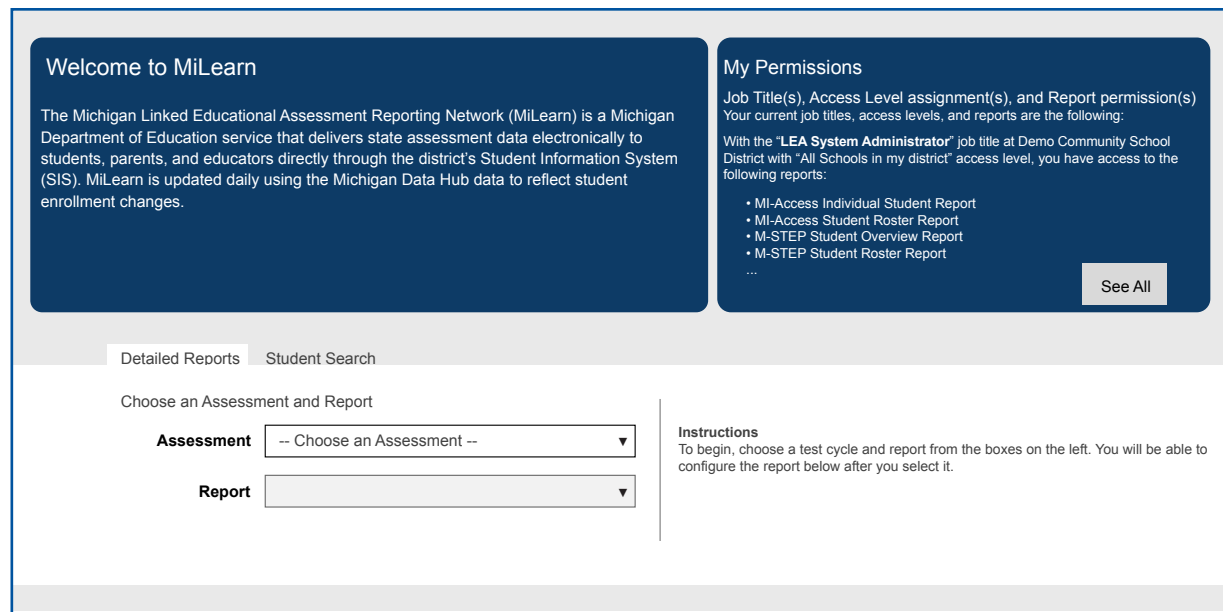 Welcome to MiLearn
The Michigan Linked Educational Assessment Reporting Network (MiLearn) is a Michigan
Department of Education service that delivers state assessment data electronically to
students, parents, and educators directly through the district's Student Information System
(SIS). MiLearn is updated daily using the Michigan Data Hub data to reflect student
enrollment changes.
My Permissions
Job Title(s), Access Level assignment(s), and Report permission(s)
Your current job titles, access levels, and reports are the following:
With the “LEA System Administrator” job title at Demo Community School
District with “All Schools in my district” access level, you have access to the
following reports:
• MI-Access Individual Student Report
• MI-Access Student Roster Report
• M-STEP Student Overview Report
• M-STEP Student Roster Report
...
See All
Detailed Reports Student Search
Choose an Assessment and Report
Assessment -- Choose an Assessment --
Report
Instructions
To begin, choose a test cycle and report from the boxes on the left. You will be able to
configure the report below after you select it.